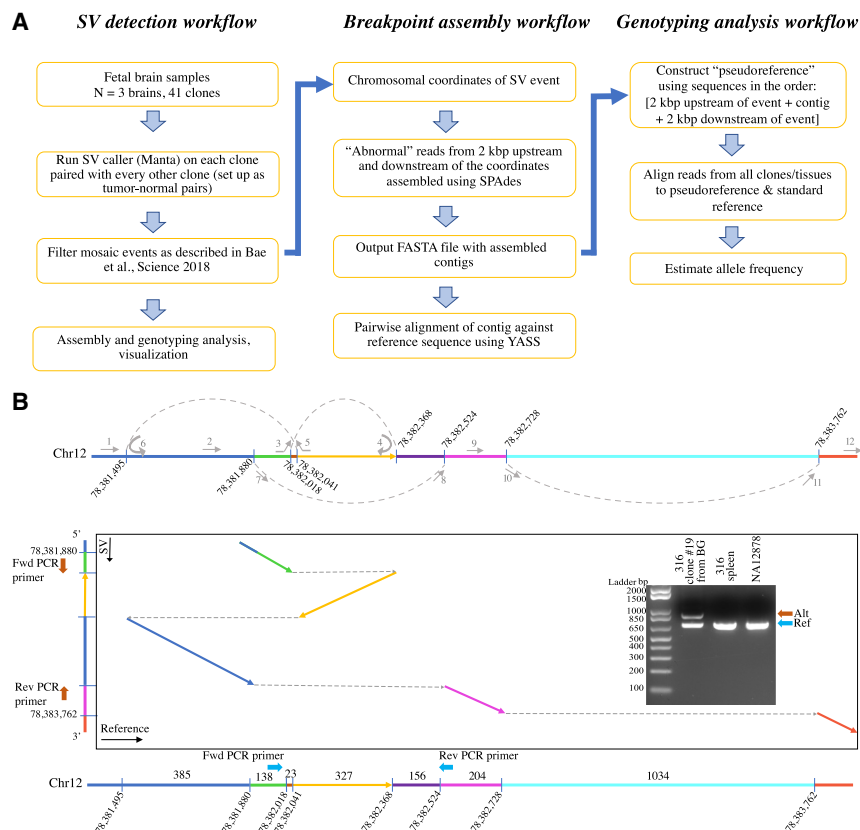 A
SV detection workflow
Breakpoint assembly workflow
Genotyping analysis workflow
Fetal brain samples
N = 3 brains, 41 clones
Run SV caller (Manta) on each clone
paired with every other clone (set up as
tumor-normal pairs)
Filter mosaic events as described in Bae
et al., Science 2018
Assembly and genotyping analysis,
visualization
Chromosomal coordinates of SV event
“Abnormal” reads from 2 kbp upstream
and downstream of the coordinates
assembled using SPAdes
Output FASTA file with assembled
contigs
Pairwise alignment of contig against
reference sequence using YASS
Construct “pseudoreference”
using sequences in the order:
[2 kbp upstream of event + contig
+ 2 kbp downstream of event]
Align reads from all clones/tissues
to pseudoreference & standard
reference
Estimate allele frequency
B
Chr12
1
6
2
3
5
4
7
8
9
10
11
12
78,381,495
78,381,880
78,382,018
78,382,041
78,382,368
78,382,524
78,382,728
78,383,762
5’
78,381,880
Fwd PCR
primer
Rev PCR
primer
78,383,762
3’
SV
Reference
316
clone #19
from BG
316
spleen
NA12878
Ladder bp
2000
1500
1000
850
650
500
400
300
200
100
Alt
Ref
Fwd PCR primer
Rev PCR primer
Chr12
385
138
23
327
156
204
1034
78,381,495
78,381,880
78,382,018
78,382,041
78,382,368
78,382,524
78,382,728
78,383,762